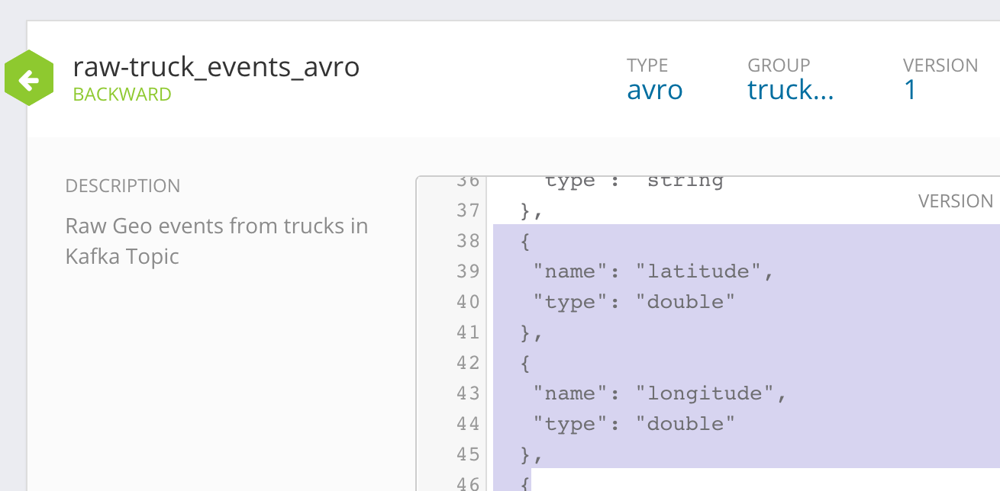 raw-truck_events_avro
BACKWARD
TYPE
avro
GROUP
truck...
VERSION
1
DESCRIPTION
Raw Geo events from trucks in
Kafka Topic
VERSION
36 "type": "string"
37 },
38 {
39 "name": "latitude",
40 "type": "double"
41 },
42 {
43 "name": "longitude",
44 "type": "double"
45 },
46 {